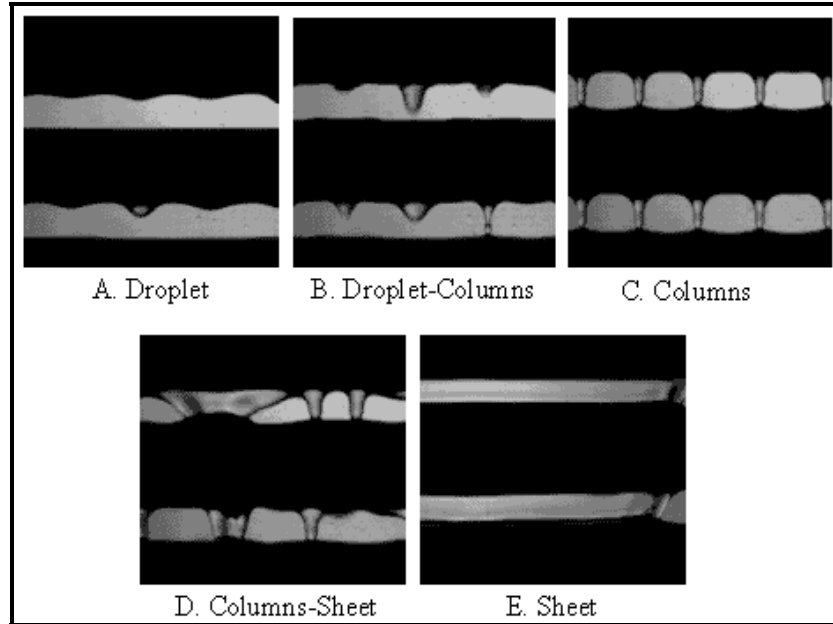 A. Droplet
B. Droplet-Columns
C. Columns
D. Columns-Sheet
E. Sheet